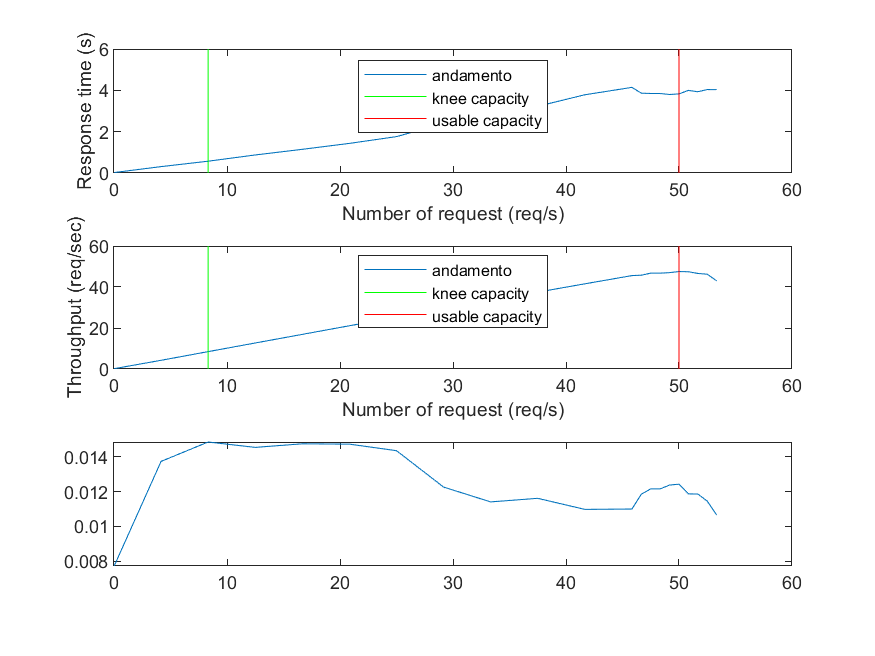 Response time (s)
6
4
2
0
andamento
knee capacity
usable capacity
0 10 20 30 40 50 60
Number of request (req/s)
Throughput (req/sec)
60
40
20
0
andamento
knee capacity
usable capacity
0 10 20 30 40 50 60
Number of request (req/s)
0.014
0.012
0.01
0.008
0 10 20 30 40 50 60